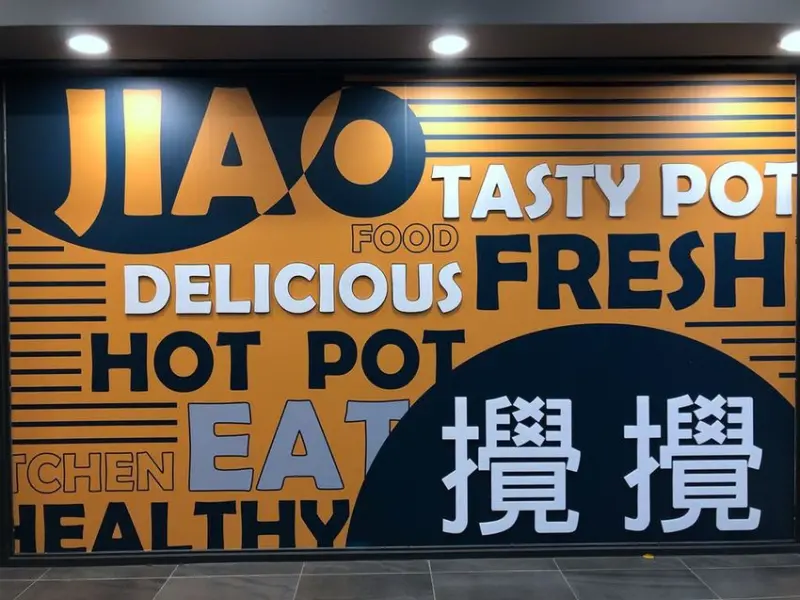 JIAO
TASTY POT
FOOD
DELICIOUS
FRESH
HOT POT
EAT
攪攪
TCHEN
HEALTHY